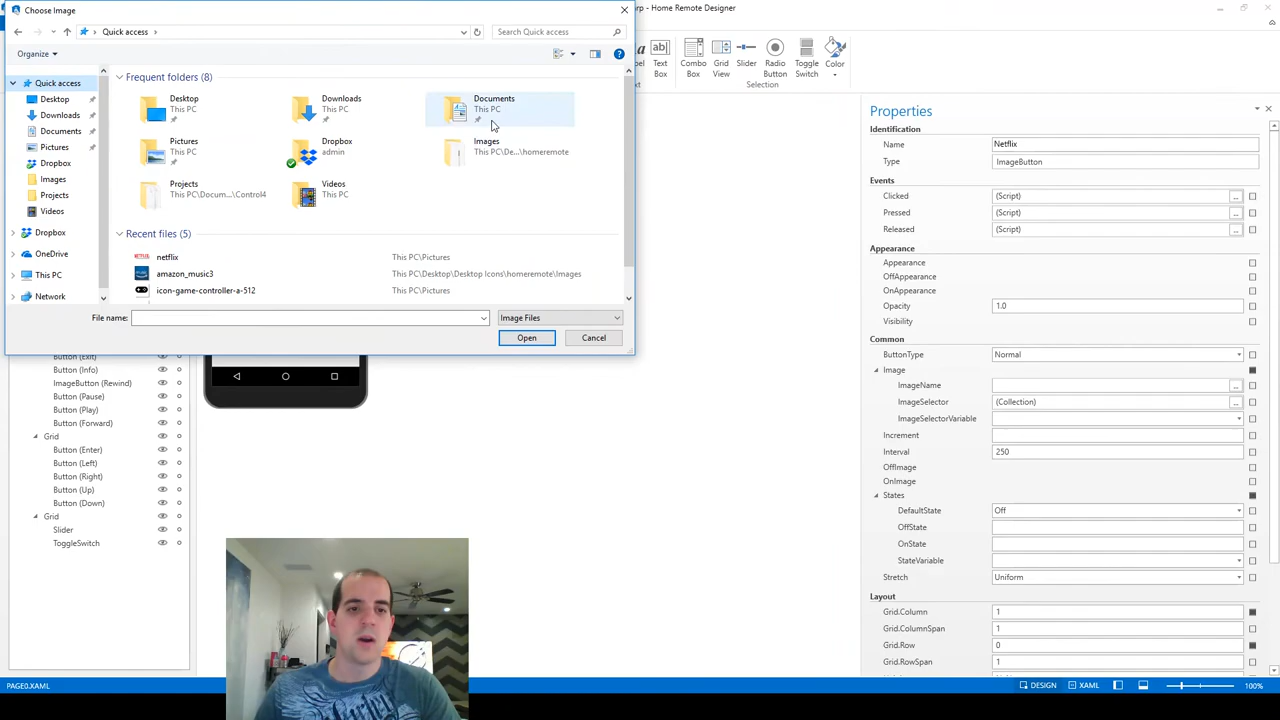 Choose Image
rp - Home Remote Designer
Quick access
Search Quick access
Organize
Text Box
Combo Box
Grid View
Slider
Radio Button
Toggle Switch
Color
Selection
Quick access
Desktop
Downloads
Documents
Pictures
Dropbox
Images
Projects
Videos
Dropbox
OneDrive
This PC
Network
Frequent folders (8)
Desktop
This PC
Downloads
This PC
Documents
This PC
Pictures
This PC
Dropbox
admin
Images
This PC\De...\homeremote
Projects
This PC\Docum...\Control4
Videos
This PC
Recent files (5)
netflix This PC\Pictures
amazon_music3 This PC\Desktop\Desktop Icons\homeremote\Images
icon-game-controller-a-512 This PC\Pictures
File name:
Image Files
Open
Cancel
Button (Exit)
Button (Info)
ImageButton (Rewind)
Button (Pause)
Button (Play)
Button (Forward)
Grid
Button (Enter)
Button (Left)
Button (Right)
Button (Up)
Button (Down)
Grid
Slider
ToggleSwitch
Properties
Identification
Name Netflix
Type ImageButton
Events
Clicked (Script) ...
Pressed (Script) ...
Released (Script) ...
Appearance
Appearance
OffAppearance
OnAppearance
Opacity 1.0
Visibility
Common
ButtonType Normal
Image
ImageName ...
ImageSelector (Collection) ...
ImageSelectorVariable
Increment
Interval 250
OffImage
OnImage
States
DefaultState Off
OffState
OnState
StateVariable
Stretch Uniform
Layout
Grid.Column 1
Grid.ColumnSpan 1
Grid.Row 0
Grid.RowSpan 1
PAGE0.XAML
DESIGN
XAML
100%